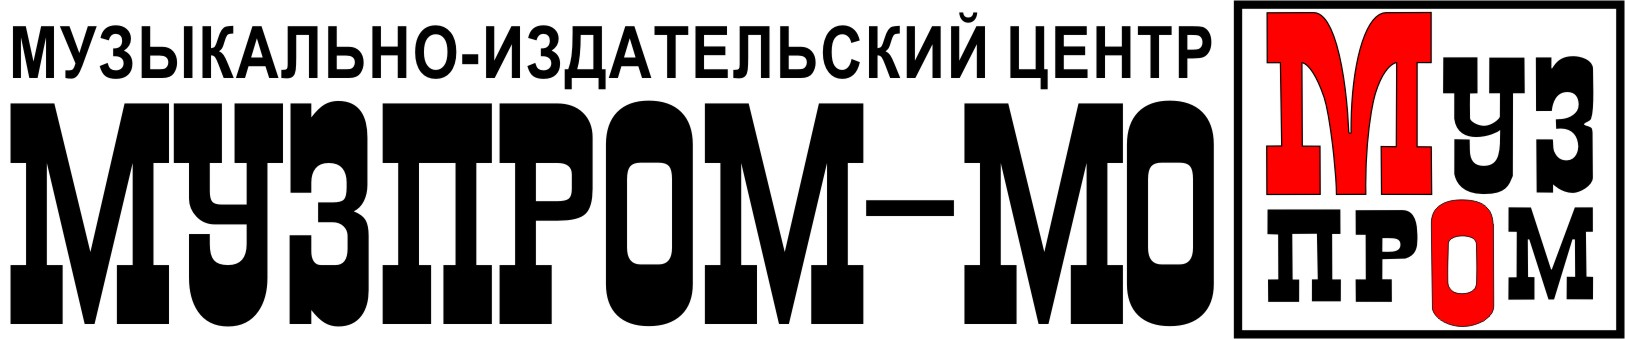 МУЗЫКАЛЬНО-ИЗДАТЕЛЬСКИЙ ЦЕНТР
МУЗПРОМ–МО
МУЗ
ПРОМ